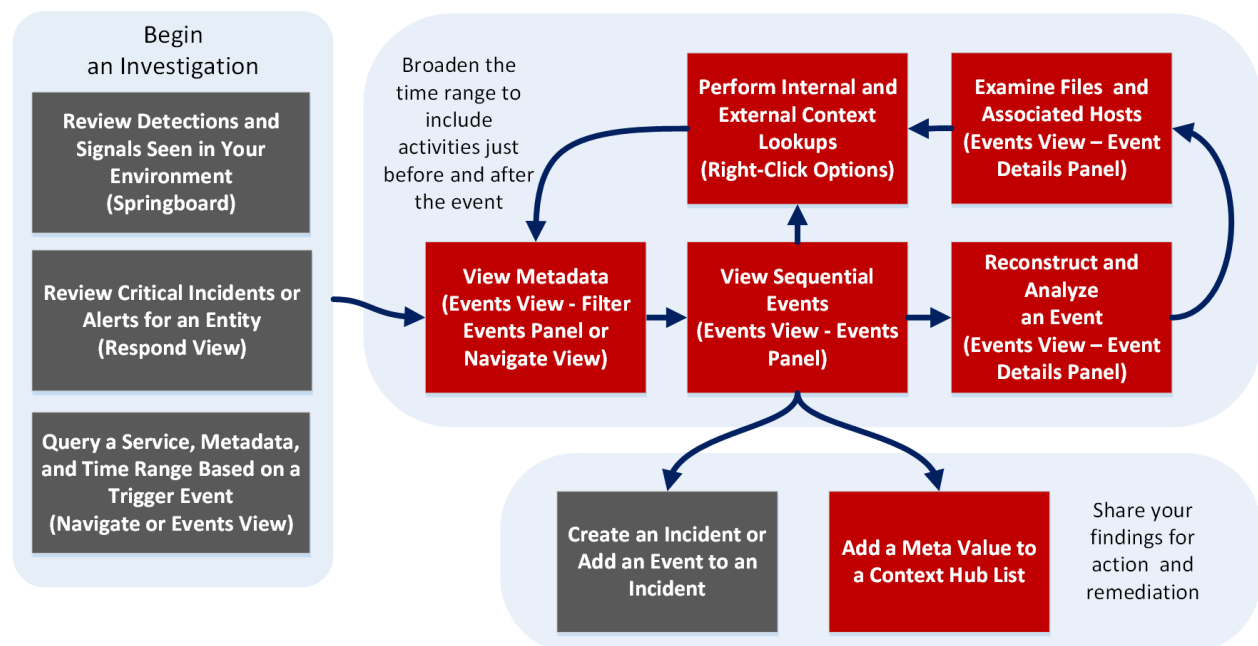 Begin
an Investigation
Review Detections and
Signals Seen in Your
Environment
(Springboard)
Review Critical Incidents or
Alerts for an Entity
(Respond View)
Query a Service, Metadata,
and Time Range Based on a
Trigger Event
(Navigate or Events View)
Broaden the
time range to
include
activities just
before and after
the event
Perform Internal and
External Context
Lookups
(Right-Click Options)
Examine Files and
Associated Hosts
(Events View – Event
Details Panel)
View Metadata
(Events View - Filter
Events Panel or
Navigate View)
View Sequential
Events
(Events View - Events
Panel)
Reconstruct and
Analyze
an Event
(Events View – Event
Details Panel)
Create an Incident or
Add an Event to an
Incident
Add a Meta Value to
a Context Hub List
Share your
findings for
action and
remediation